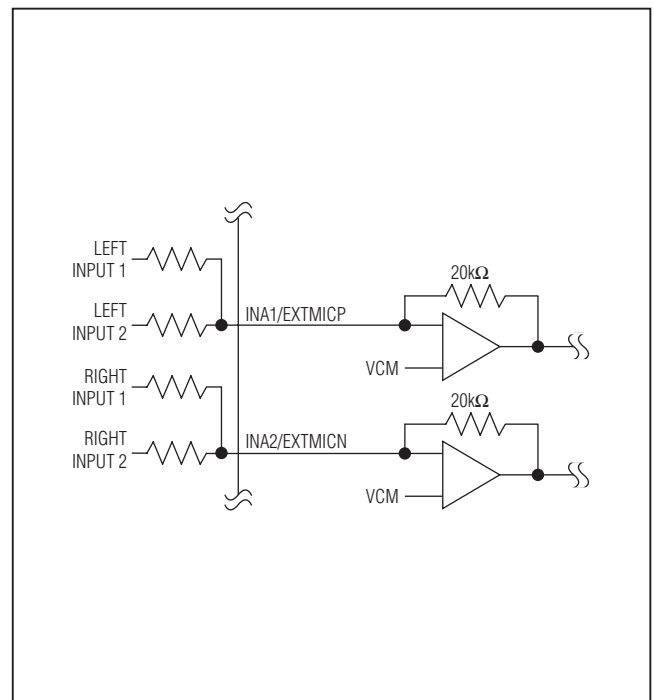 LEFT
INPUT 1
LEFT
INPUT 2
INA1/EXTMICP
20kΩ
VCM
RIGHT
INPUT 1
RIGHT
INPUT 2
INA2/EXTMICN
20kΩ
VCM